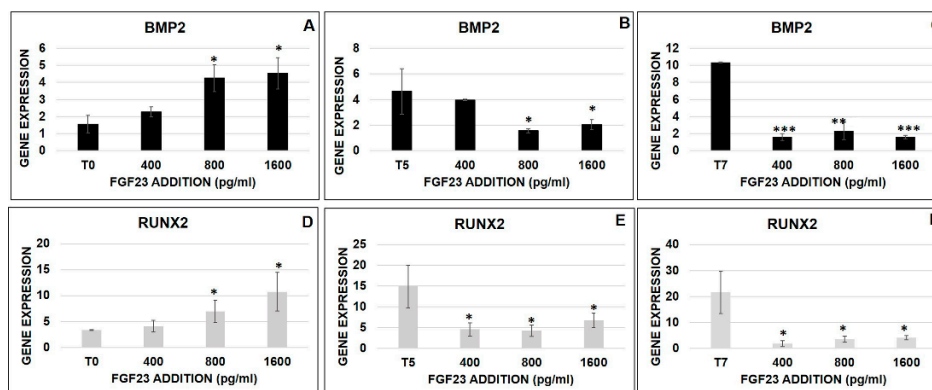 BMP2 A
GENE EXPRESSION
6
5
4
3
2
1
0
* *
T0 400 800 1600
FGF23 ADDITION (pg/ml)
BMP2 B
GENE EXPRESSION
8
6
4
2
0
* *
T5 400 800 1600
FGF23 ADDITION (pg/ml)
BMP2
GENE EXPRESSION
12
10
8
6
4
2
0
*** ** ***
T7 400 800 1600
FGF23 ADDITION (pg/ml)
RUNX2 D
GENE EXPRESSION
20
15
10
5
0
* *
T0 400 800 1600
FGF23 ADDITION (pg/ml)
RUNX2 E
GENE EXPRESSION
20
15
10
5
0
* * *
T5 400 800 1600
FGF23 ADDITION (pg/ml)
RUNX2
GENE EXPRESSION
40
30
20
10
0
* * *
T7 400 800 1600
FGF23 ADDITION (pg/ml)